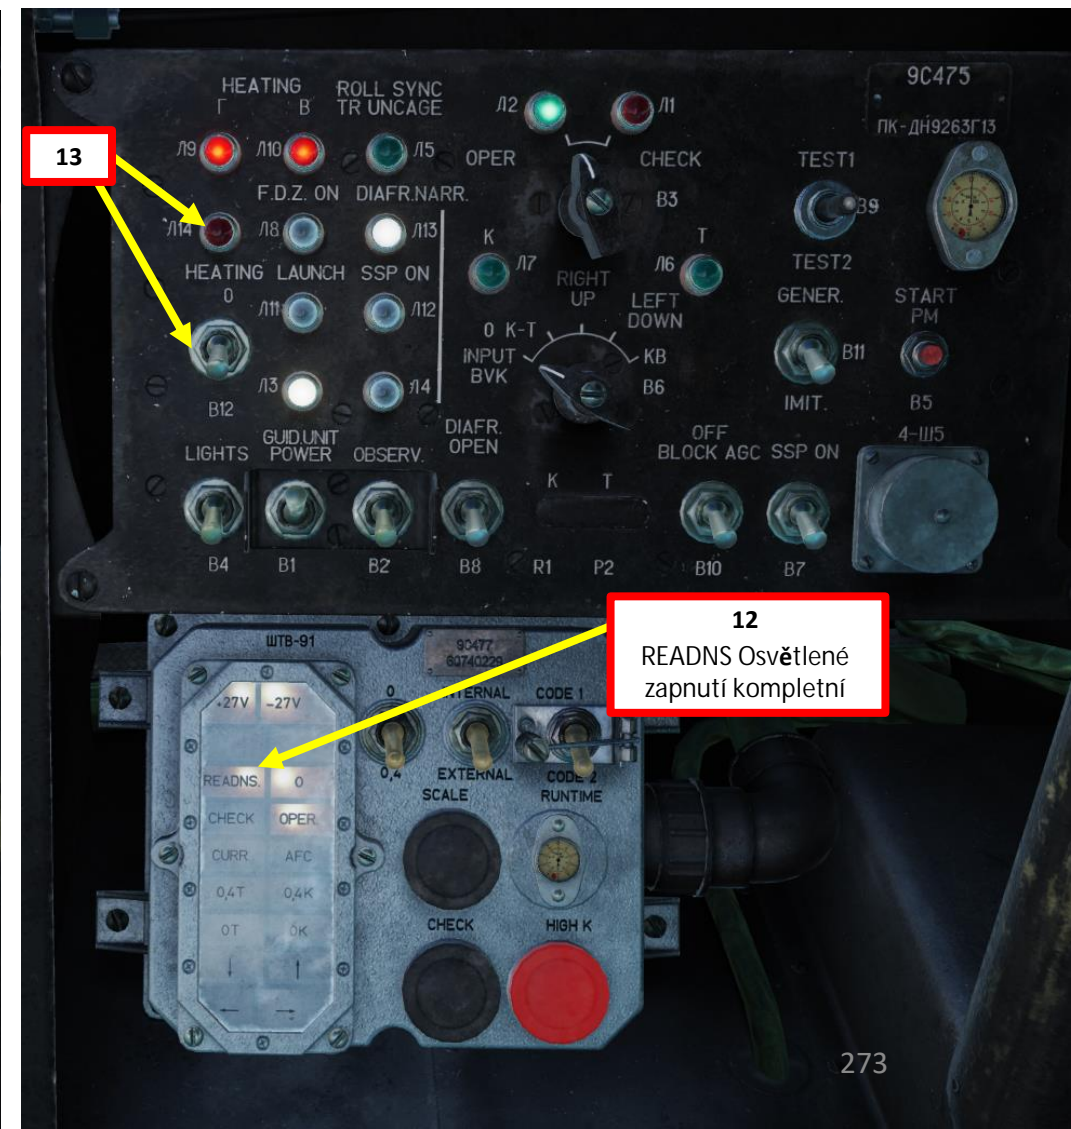 HEATING
Г В
ROLL SYNC
TR UNCAGE
Л9 Л10 Л5
Л2 Л1
OPER CHECK
B3
9С475
ПК-ДН9263Г13
13
F.D.Z. ON DIAFR.NARR.
Л14 Л8 Л13
TEST1
B9
TEST2
К Л7
Т Л6
RIGHT
UP
LEFT
DOWN
HEATING LAUNCH SSP ON
0
Л11 Л12
GENER.
B11
IMIT.
START
PM
B5
0 К-Т
INPUT
BVK
KB
B6
Л3 Л4
B12
GUID.UNIT
LIGHTS POWER OBSERV.
DIAFR.
OPEN
OFF
BLOCK AGC SSP ON
4-Ш5
К Т
B4 B1 B2 B8 R1 P2 B10 B7
12
READNS Osvětlené
zapnutí kompletní
ШТВ-91
9С477
+27V -27V
READNS. 0
CHECK OPER.
CURR. AFC
0,4T 0,4K
0T 0K
↓ ↑
← →
0
0,4
INTERNAL
EXTERNAL
CODE 1
CODE 2
SCALE RUNTIME
CHECK HIGH K
273